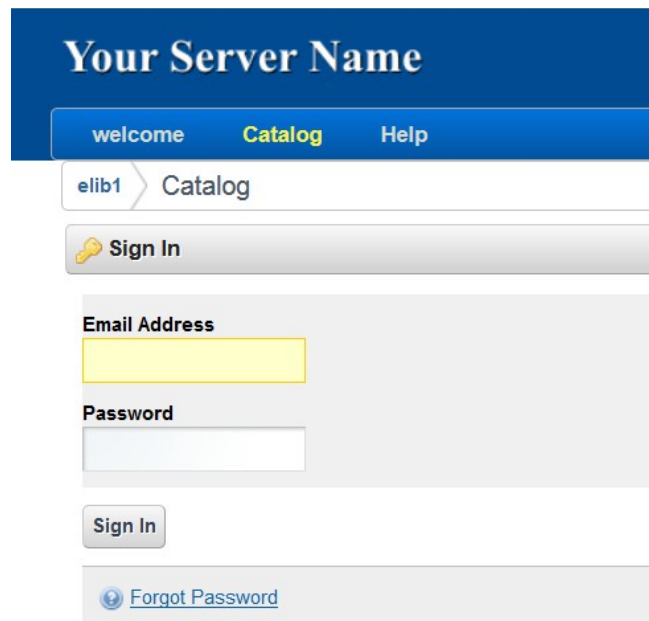 Your Server Name
welcome Catalog Help
elib1 Catalog
Sign In
Email Address
Password
Sign In
Forgot Password